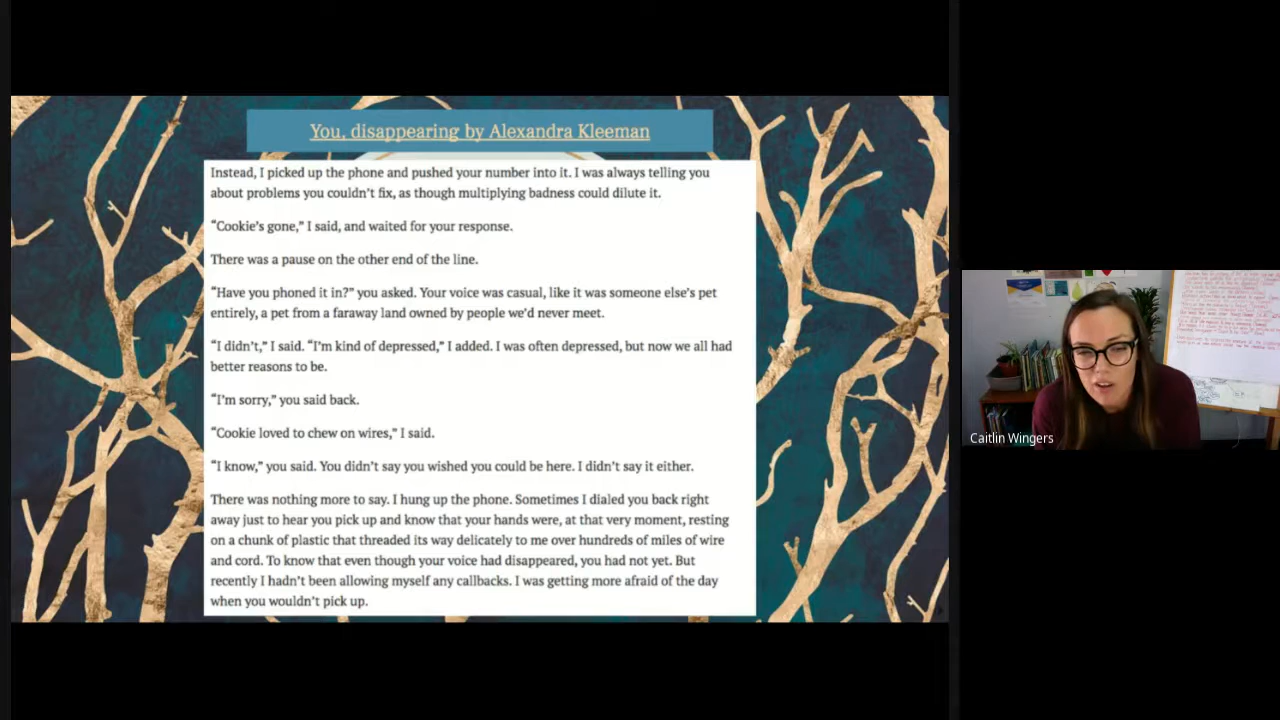 You, disappearing by Alexandra Kleeman
Instead, I picked up the phone and pushed your number into it. I was always telling you
about problems you couldn’t fix, as though multiplying badness could dilute it.
“Cookie’s gone,” I said, and waited for your response.
There was a pause on the other end of the line.
“Have you phoned it in?” you asked. Your voice was casual, like it was someone else’s pet
entirely, a pet from a faraway land owned by people we’d never meet.
“I didn’t,” I said. “I’m kind of depressed,” I added. I was often depressed, but now we all had
better reasons to be.
“I’m sorry,” you said back.
“Cookie loved to chew on wires,” I said.
“I know,” you said. You didn’t say you wished you could be here. I didn’t say it either.
There was nothing more to say. I hung up the phone. Sometimes I dialed you back right
away just to hear you pick up and know that your hands were, at that very moment, resting
on a chunk of plastic that threaded its way delicately to me over hundreds of miles of wire
and cord. To know that even though your voice had disappeared, you had not yet. But
recently I hadn’t been allowing myself any callbacks. I was getting more afraid of the day
when you wouldn’t pick up.
Caitlin Wingers